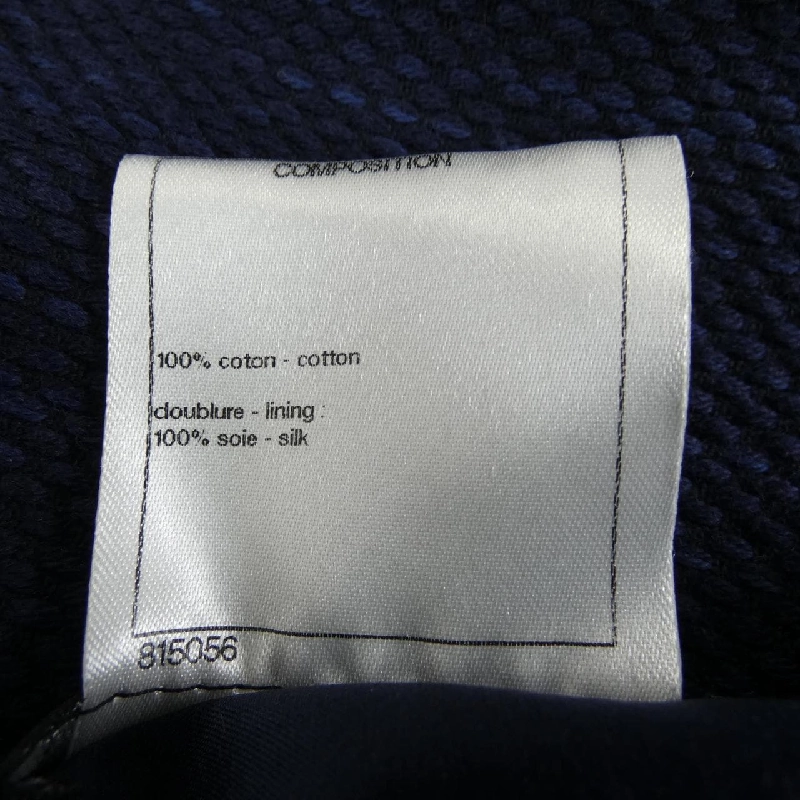 COMPOSITION
100% coton - cotton
doublure - lining :
100% soie - silk
815056